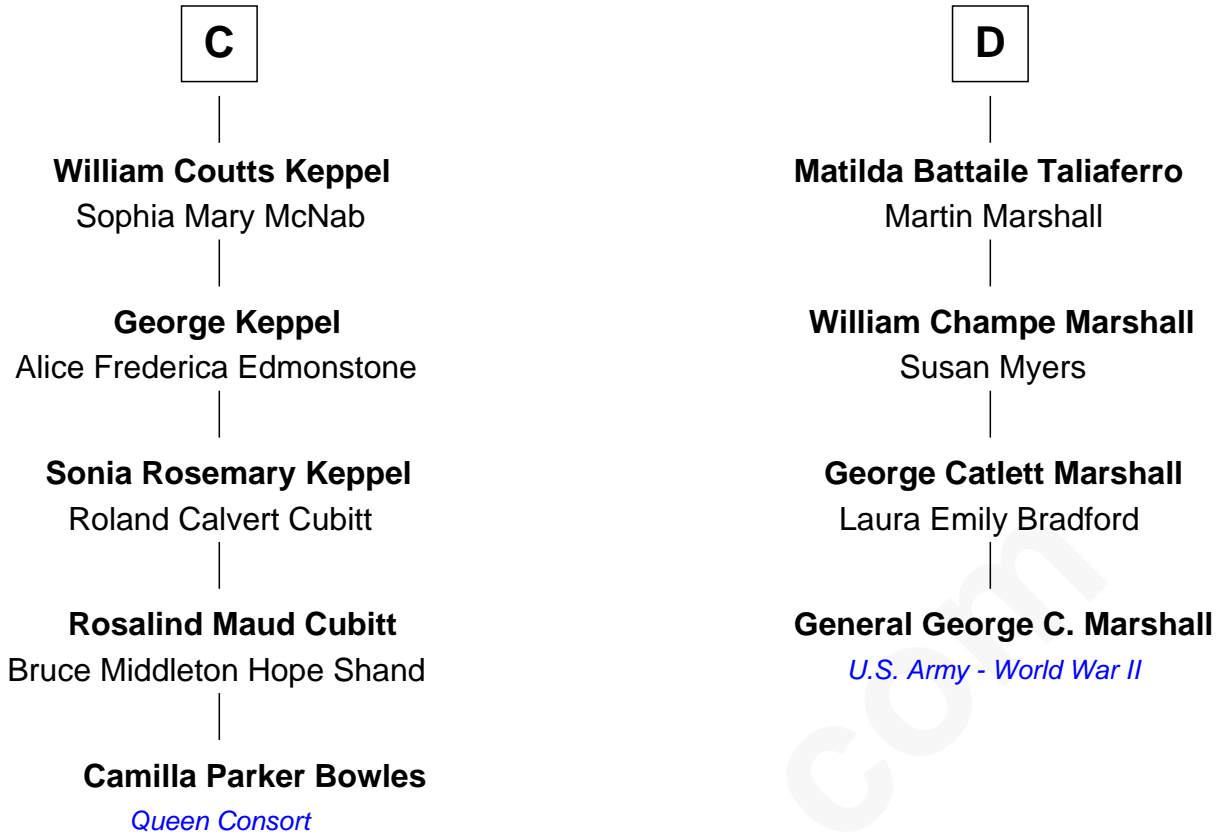 C
William Coutts Keppel
Sophia Mary McNab
George Keppel
Alice Frederica Edmonstone
Sonia Rosemary Keppel
Roland Calvert Cubitt
Rosalind Maud Cubitt
Bruce Middleton Hope Shand
Camilla Parker Bowles
Queen Consort
D
Matilda Battaile Taliaferro
Martin Marshall
William Champe Marshall
Susan Myers
George Catlett Marshall
Laura Emily Bradford
General George C. Marshall
U.S. Army - World War II
com